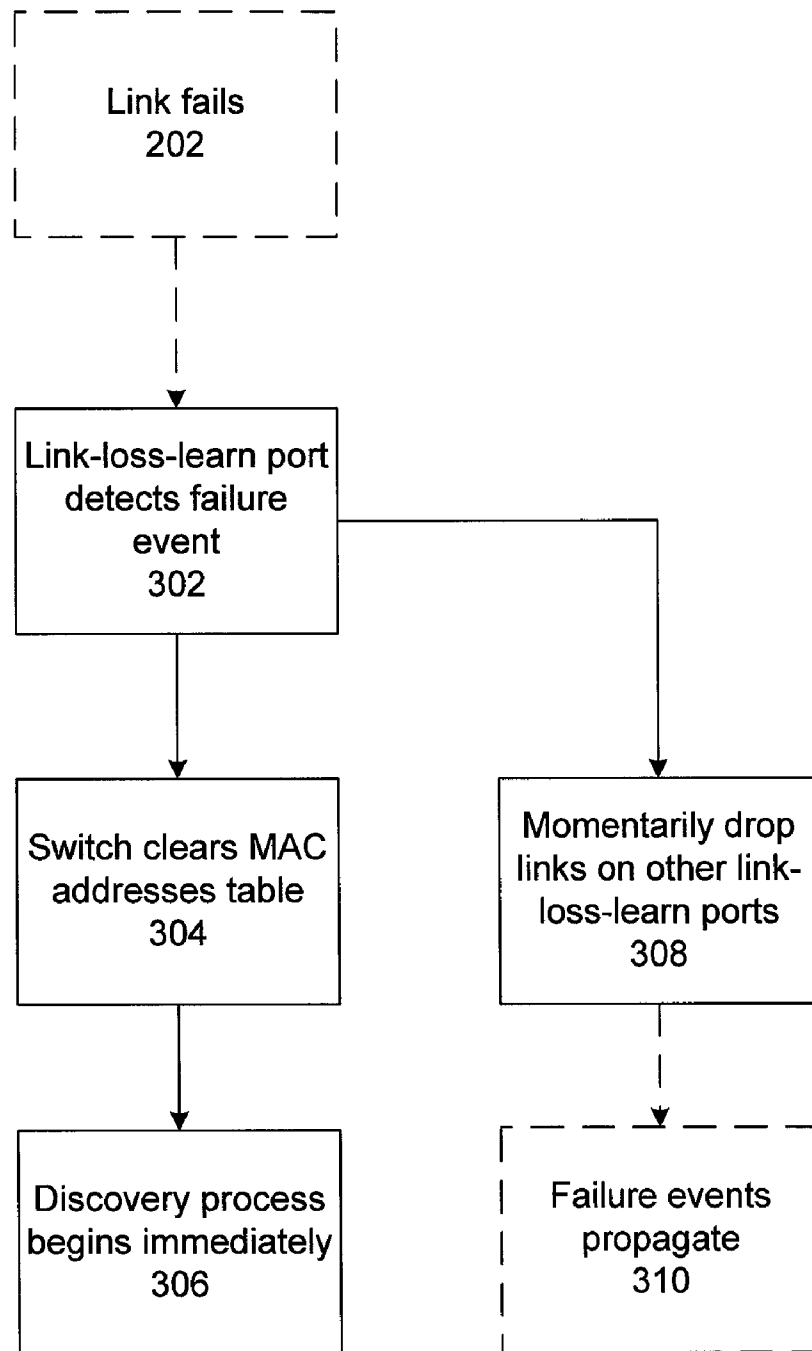 Link fails
202
Link-loss-learn port
detects failure
event
302
Switch clears MAC
addresses table
304
Momentarily drop
links on other link-
loss-learn ports
308
Discovery process
begins immediately
306
Failure events
propagate
310